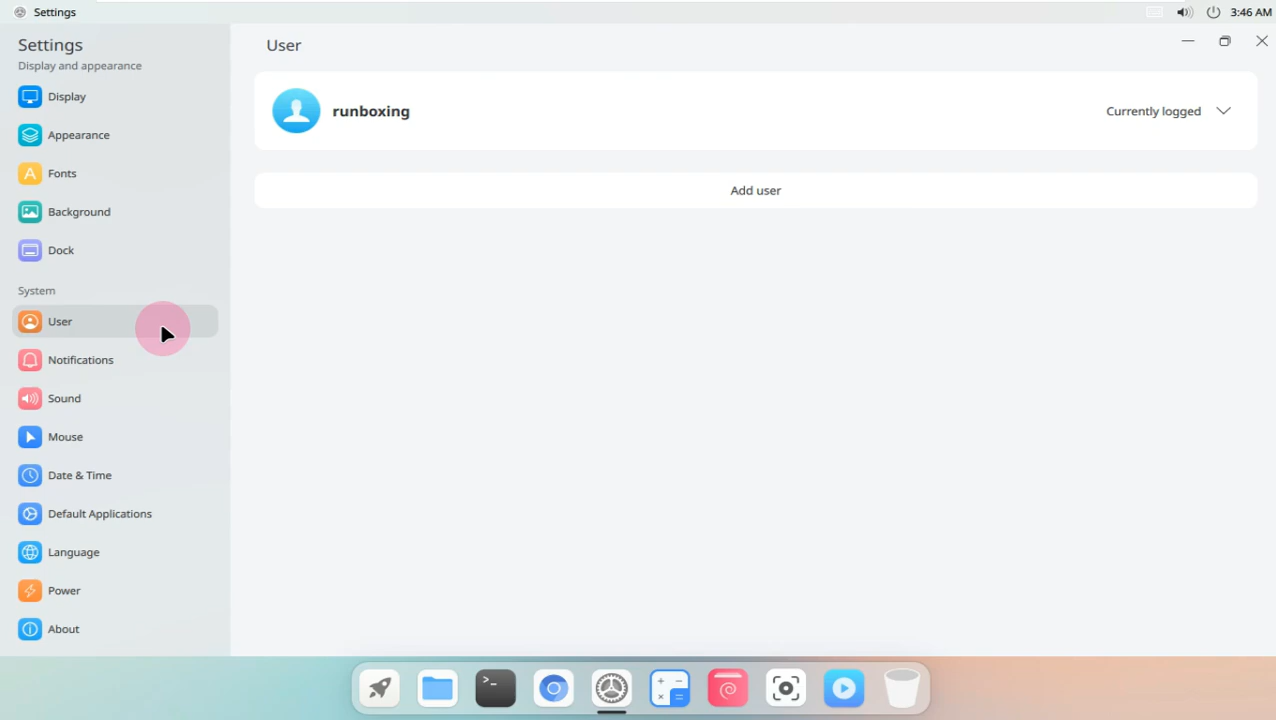 Settings
3:46 AM
Settings
Display and appearance
Display
Appearance
Fonts
Background
Dock
System
User
Notifications
Sound
Mouse
Date & Time
Default Applications
Language
Power
About
User
runboxing
Currently logged
Add user